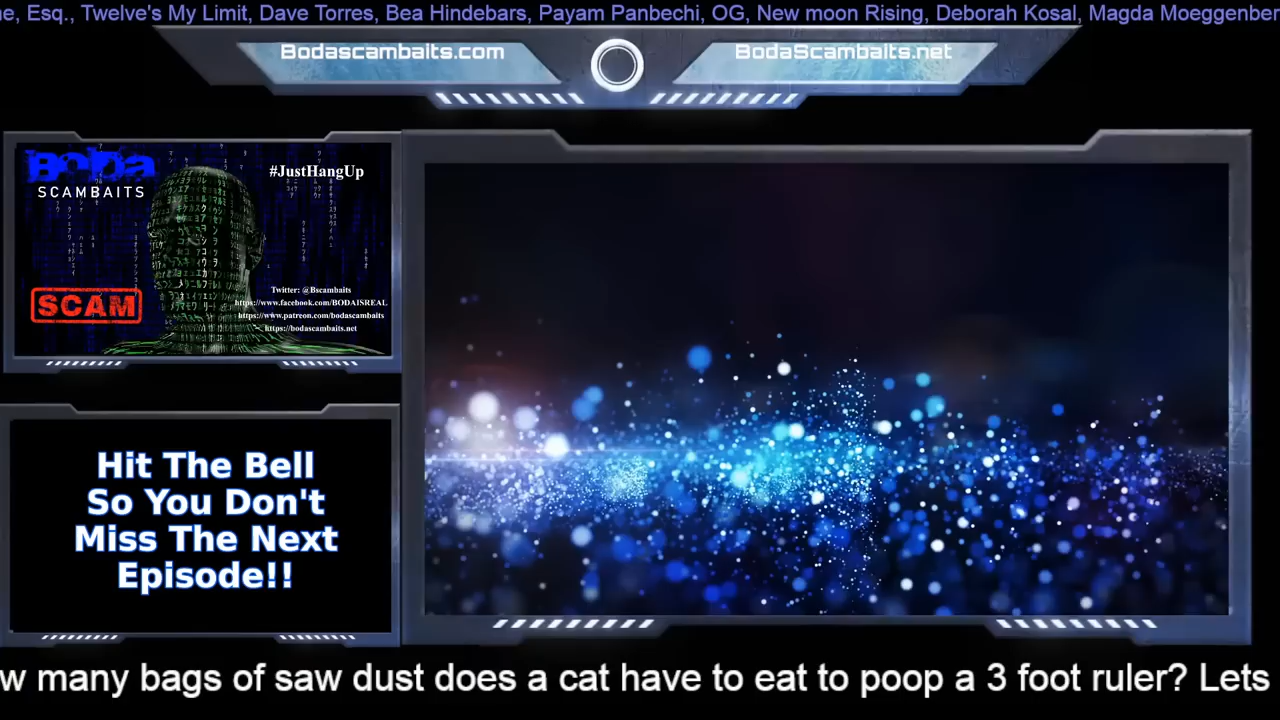 e, Esq., Twelve's My Limit, Dave Torres, Bea Hindebars, Payam Panbechi, OG, New moon Rising, Deborah Kosal, Magda Moeggenber
Bodascambaits.com
BodaScambaits.net
BoDa
SCAMBAITS
#JustHangUp
SCAM
Twitter: @Bscambaits
https://www.facebook.com/BODAISREAL
https://www.patreon.com/bodascambaits
https://bodascambaits.net
Hit The Bell
So You Don't
Miss The Next
Episode!!
w many bags of saw dust does a cat have to eat to poop a 3 foot ruler? Lets